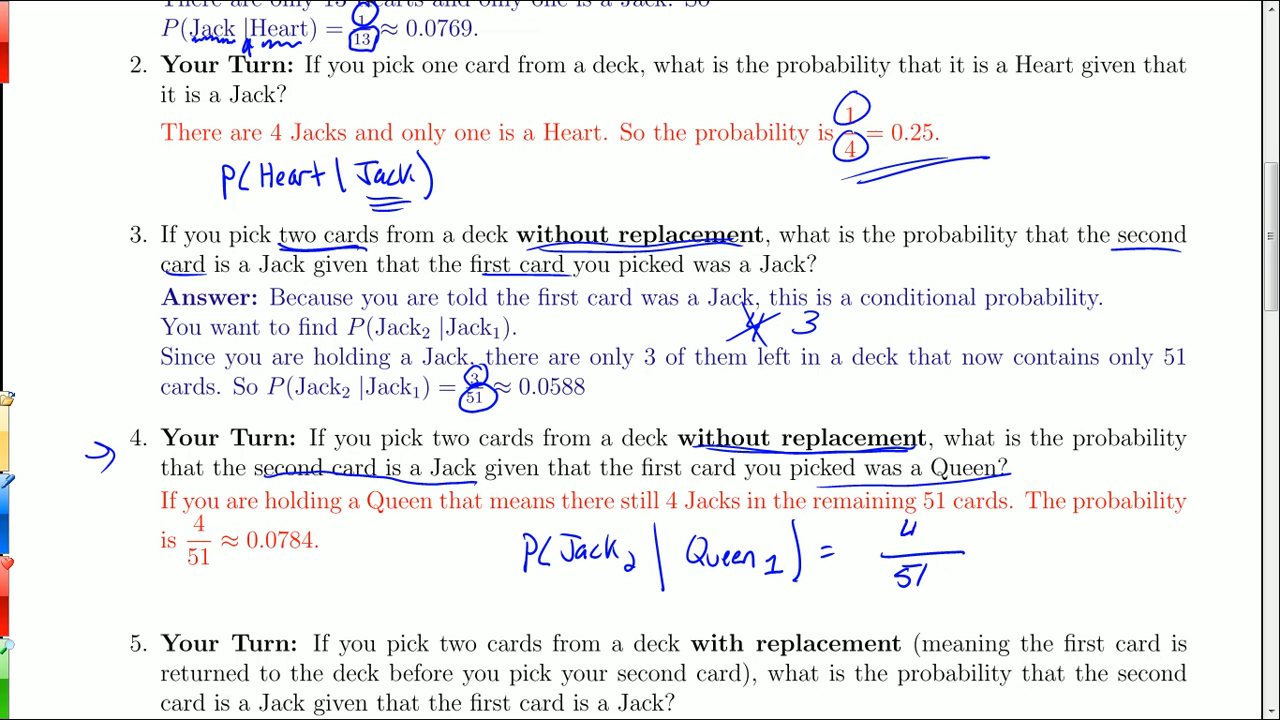 There are only 13 Hearts and only one is a Jack. So
P(Jack |Heart) = 1/13 ≈ 0.0769.
2. Your Turn: If you pick one card from a deck, what is the probability that it is a Heart given that
it is a Jack?
There are 4 Jacks and only one is a Heart. So the probability is 1/4 = 0.25.
P(Heart | Jack)
3. If you pick two cards from a deck without replacement, what is the probability that the second
card is a Jack given that the first card you picked was a Jack?
Answer: Because you are told the first card was a Jack, this is a conditional probability.
You want to find P(Jack₂ |Jack₁).
4 3
Since you are holding a Jack, there are only 3 of them left in a deck that now contains only 51
cards. So P(Jack₂ |Jack₁) = 3/51 ≈ 0.0588
4. Your Turn: If you pick two cards from a deck without replacement, what is the probability
that the second card is a Jack given that the first card you picked was a Queen?
If you are holding a Queen that means there still 4 Jacks in the remaining 51 cards. The probability
is 4/51 ≈ 0.0784.
P(Jack₂ | Queen₁) = 4/51
5. Your Turn: If you pick two cards from a deck with replacement (meaning the first card is
returned to the deck before you pick your second card), what is the probability that the second
card is a Jack given that the first card is a Jack?